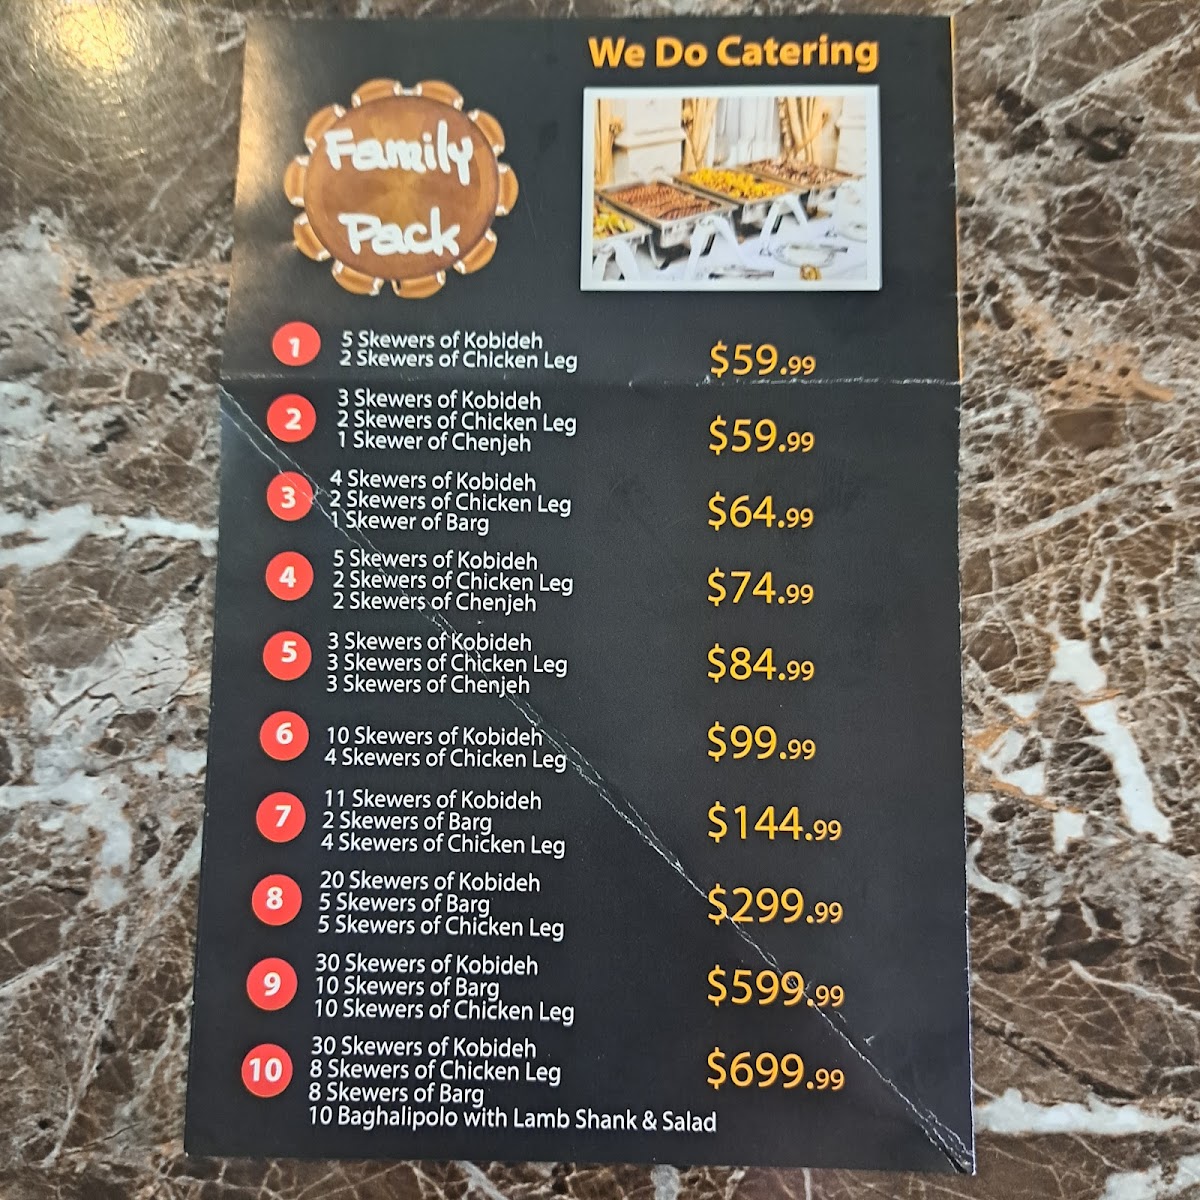 We Do Catering
Family
Pack
1
5 Skewers of Kobideh
2 Skewers of Chicken Leg
$59.99
2
3 Skewers of Kobideh
2 Skewers of Chicken Leg
1 Skewer of Chenjeh
$59.99
3
4 Skewers of Kobideh
2 Skewers of Chicken Leg
1 Skewer of Barg
$64.99
4
5 Skewers of Kobideh
2 Skewers of Chicken Leg
2 Skewers of Chenjeh
$74.99
5
3 Skewers of Kobideh
3 Skewers of Chicken Leg
3 Skewers of Chenjeh
$84.99
6
10 Skewers of Kobideh
4 Skewers of Chicken Leg
$99.99
7
11 Skewers of Kobideh
2 Skewers of Barg
4 Skewers of Chicken Leg
$144.99
8
20 Skewers of Kobideh
5 Skewers of Barg
5 Skewers of Chicken Leg
$299.99
9
30 Skewers of Kobideh
10 Skewers of Barg
10 Skewers of Chicken Leg
$599.99
10
30 Skewers of Kobideh
8 Skewers of Chicken Leg
8 Skewers of Barg
10 Baghalipolo with Lamb Shank & Salad
$699.99